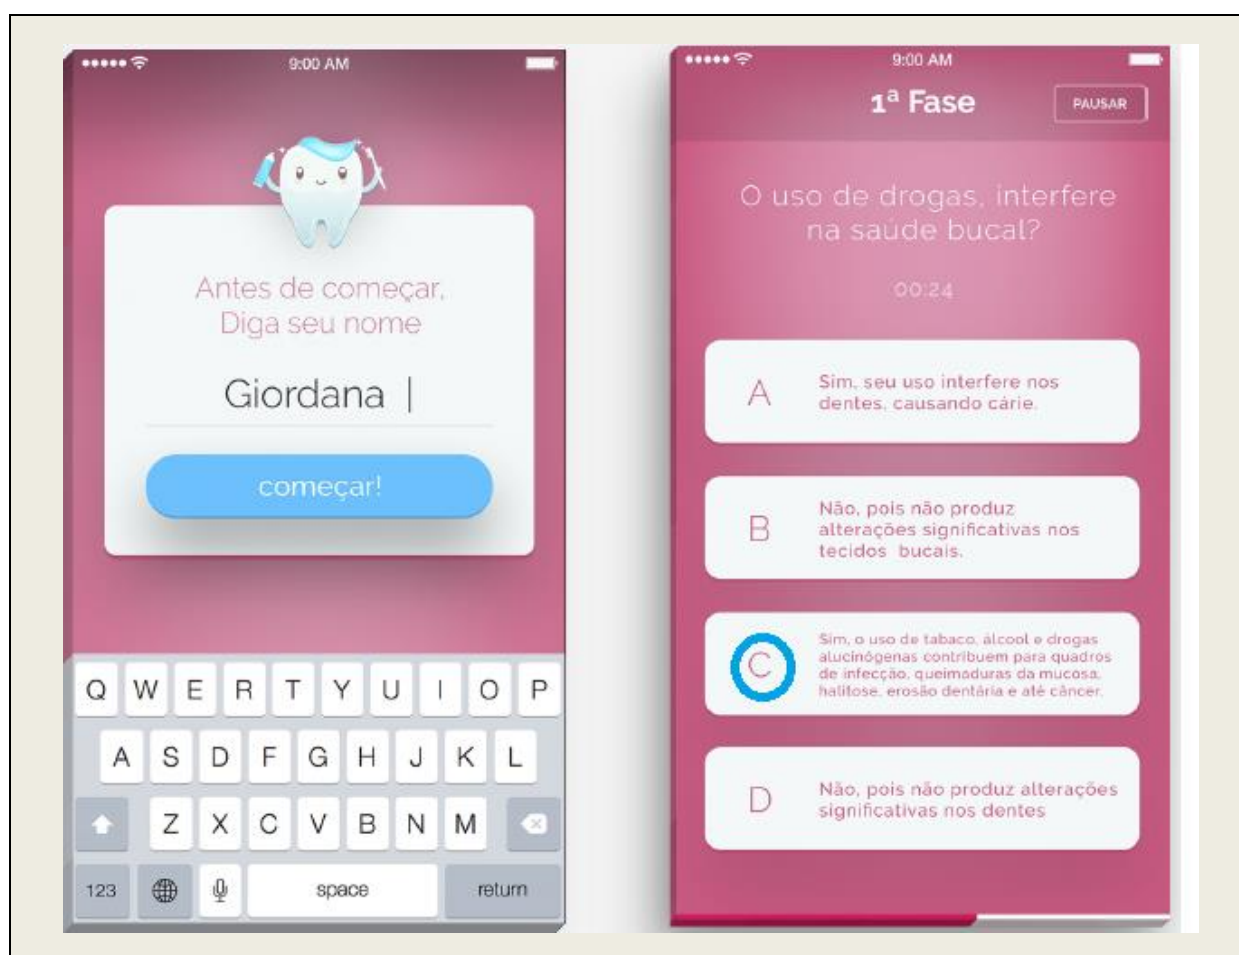 9:00 AM
Antes de começar,
Diga seu nome
Giordana
começar!
Q W E R T Y U I O P
A S D F G H J K L
Z X C V B N M
123 space return
9:00 AM
1ª Fase
PAUSAR
O uso de drogas, interfere
na saúde bucal?
00:24
A
Sim, seu uso interfere nos
dentes, causando cárie.
B
Não, pois não produz
alterações significativas nos
tecidos bucais.
C
Sim, o uso de tabaco, álcool e drogas
alucinógenas contribuem para quadros
de infecção, queimaduras da mucosa,
halitose, erosão dentária e até câncer.
D
Não, pois não produz alterações
significativas nos dentes